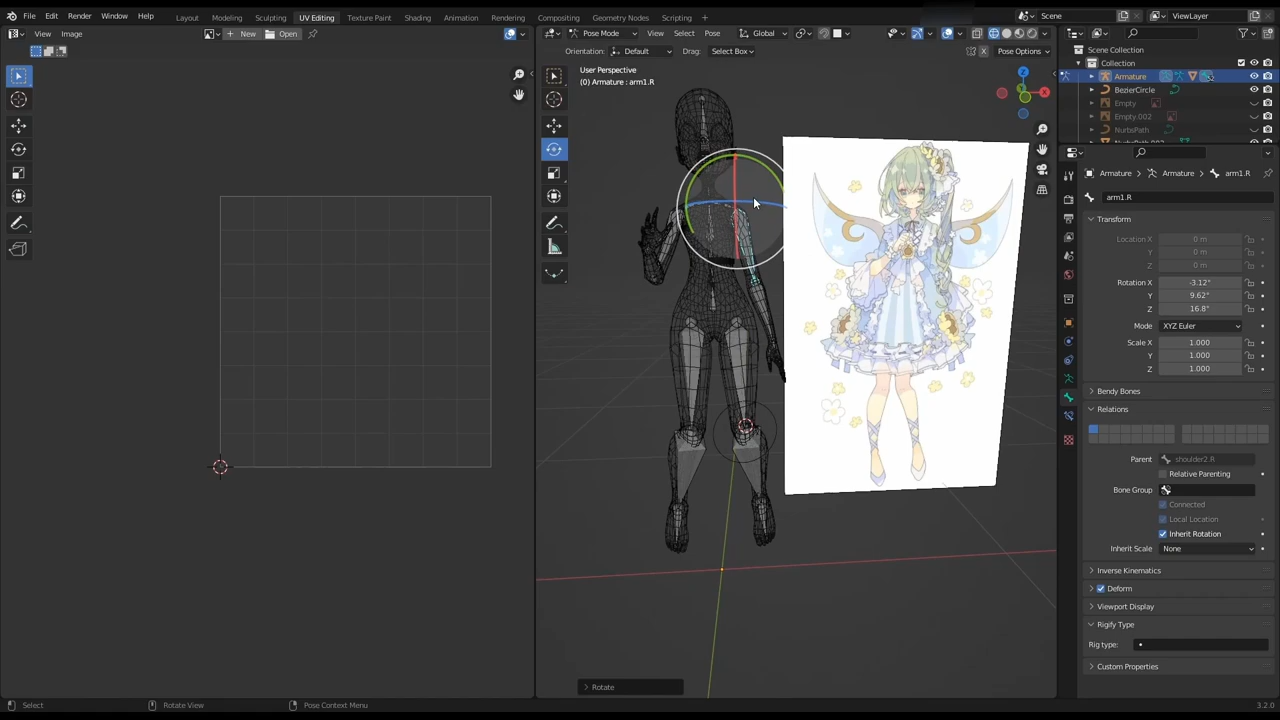 File Edit Render Window Help Layout Modeling Sculpting UV Editing Texture Paint Shading Animation Rendering Compositing Geometry Nodes Scripting + Scene ViewLayer
View Image + New Open Pose Mode View Select Pose Global
Orientation: Default Drag: Select Box X Pose Options
User Perspective
(0) Armature : arm1.R
Scene Collection
Collection
Armature
BezierCircle
Empty
Empty.002
NurbsPath
NurbsPath.002
Armature Armature arm1.R
arm1.R
Transform
Location X 0 m
Y 0 m
Z 0 m
Rotation X -3.12°
Y 9.62°
Z 16.8°
Mode XYZ Euler
Scale X 1.000
Y 1.000
Z 1.000
Bendy Bones
Relations
Parent shoulder2.R
Relative Parenting
Bone Group
Connected
Local Location
Inherit Rotation
Inherit Scale None
Inverse Kinematics
Deform
Viewport Display
Rigify Type
Rig type:
Custom Properties
Rotate
Select Rotate View Pose Context Menu 3.2.0